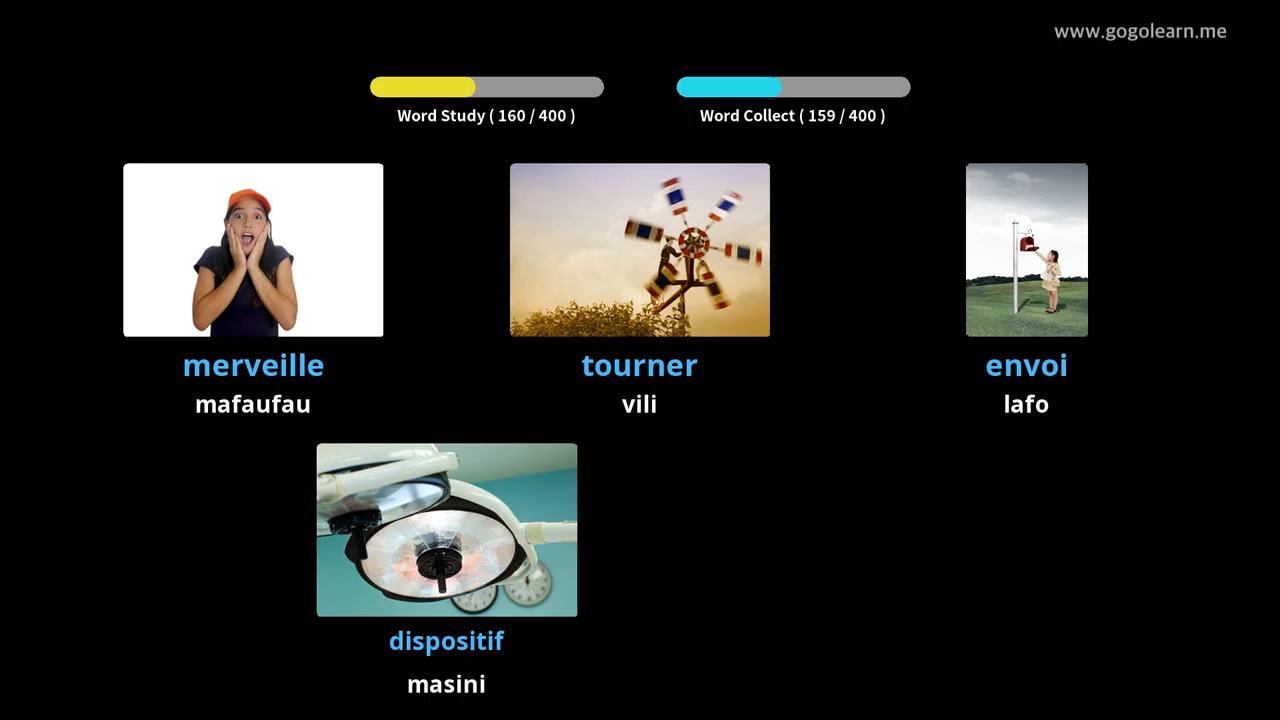 www.gogolearn.me
Word Study ( 160 / 400 )
Word Collect ( 159 / 400 )
merveille
mafaufau
tourner
vili
envoi
lafo
dispositif
masini